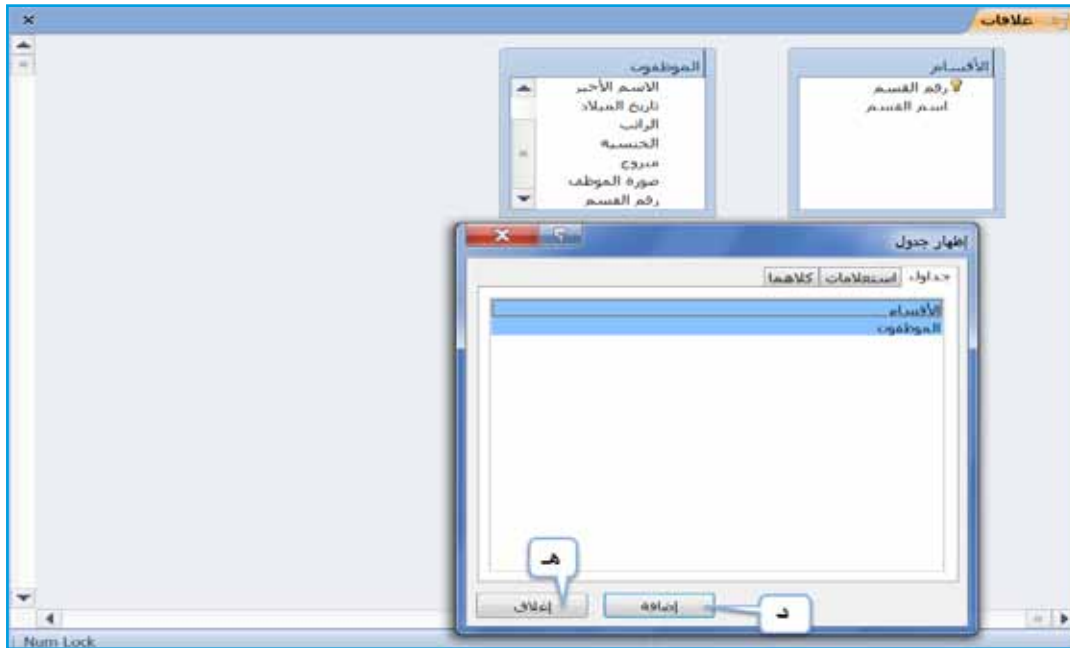 علاقات
الأقسام
رقم القسم
اسم القسم
الموظفون
الاسم الأخير
تاريخ الميلاد
الراتب
الجنسية
متزوج
صورة الموظف
رقم القسم
إظهار جدول
جداول استعلامات كلاهما
الأقسام
الموظفون
هـ
إضافة إغلاق
د
Num Lock